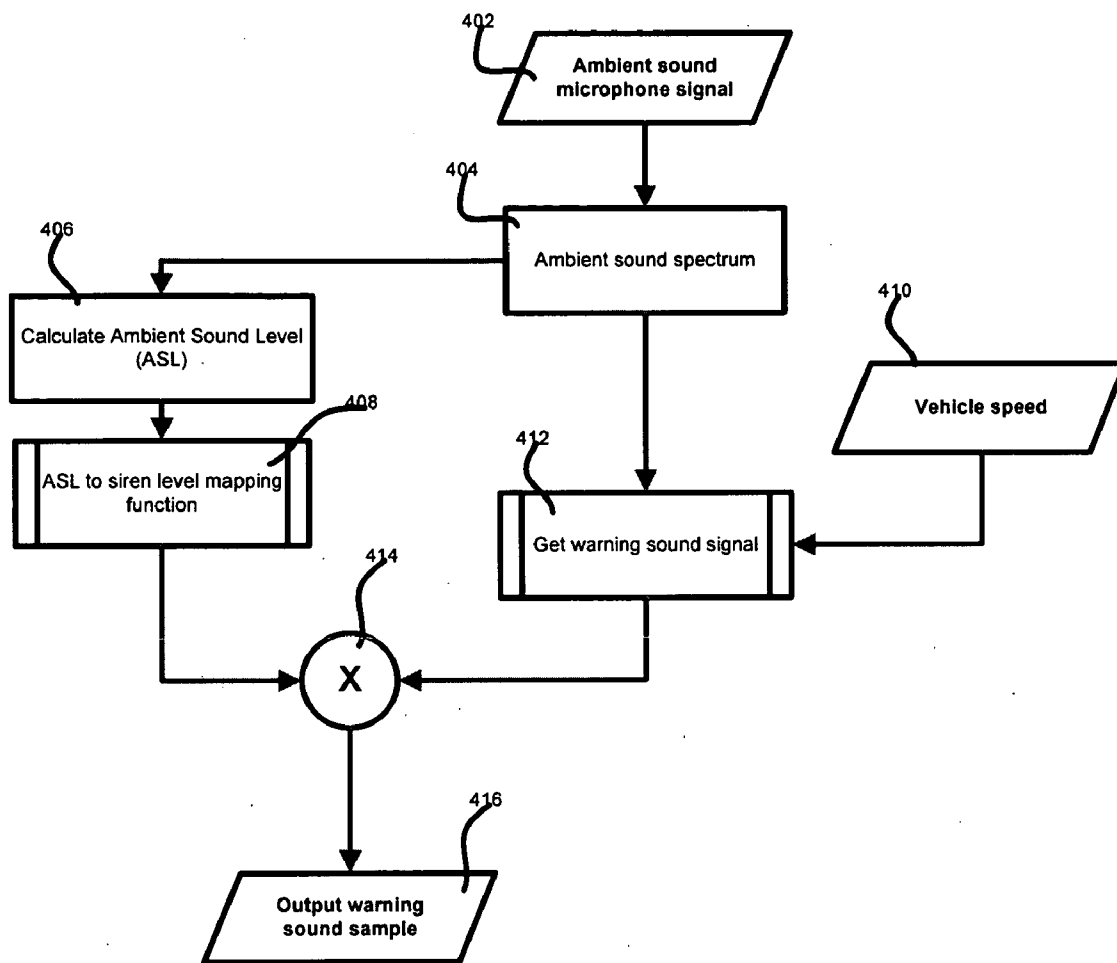 402
Ambient sound
microphone signal
404
Ambient sound spectrum
406
Calculate Ambient Sound Level
(ASL)
410
Vehicle speed
408
ASL to siren level mapping
function
412
Get warning sound signal
414
X
416
Output warning
sound sample